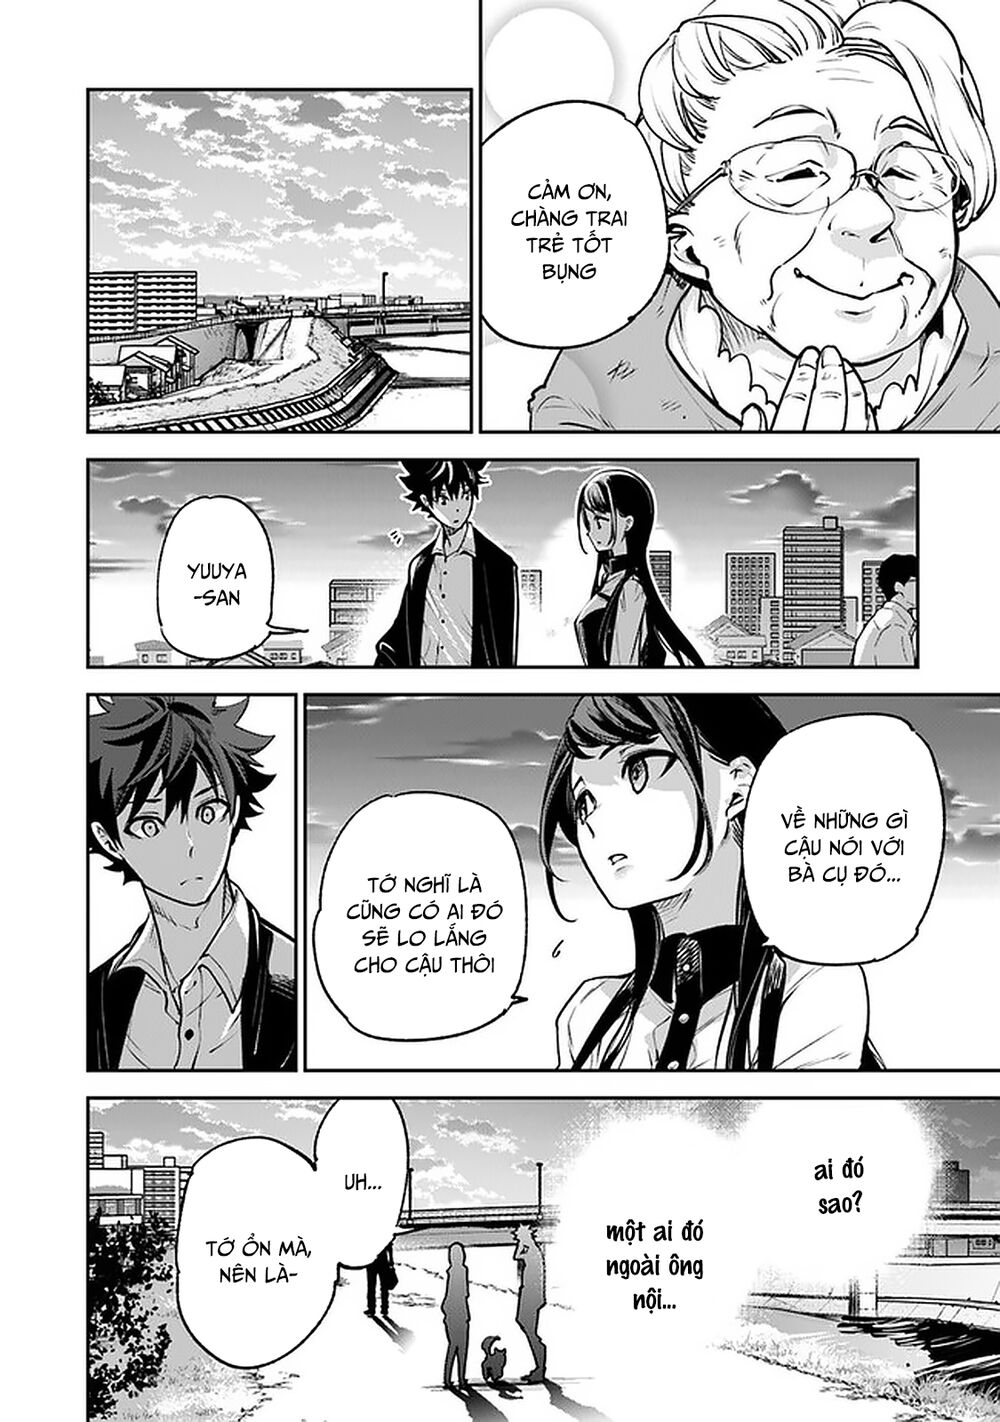 CẢM ƠN,
CHÀNG TRAI
TRẺ TỐT
BỤNG
YUUYA
-SAN
VỀ NHỮNG GÌ
CẬU NÓI VỚI
BÀ CỤ ĐÓ...
TỚ NGHĨ LÀ
CŨNG CÓ AI ĐÓ
SẼ LO LẮNG
CHO CẬU THÔI
ai đó
sao?
một ai đó
ngoài ông
nội...
UH...
TỚ ỔN MÀ,
NÊN LÀ-